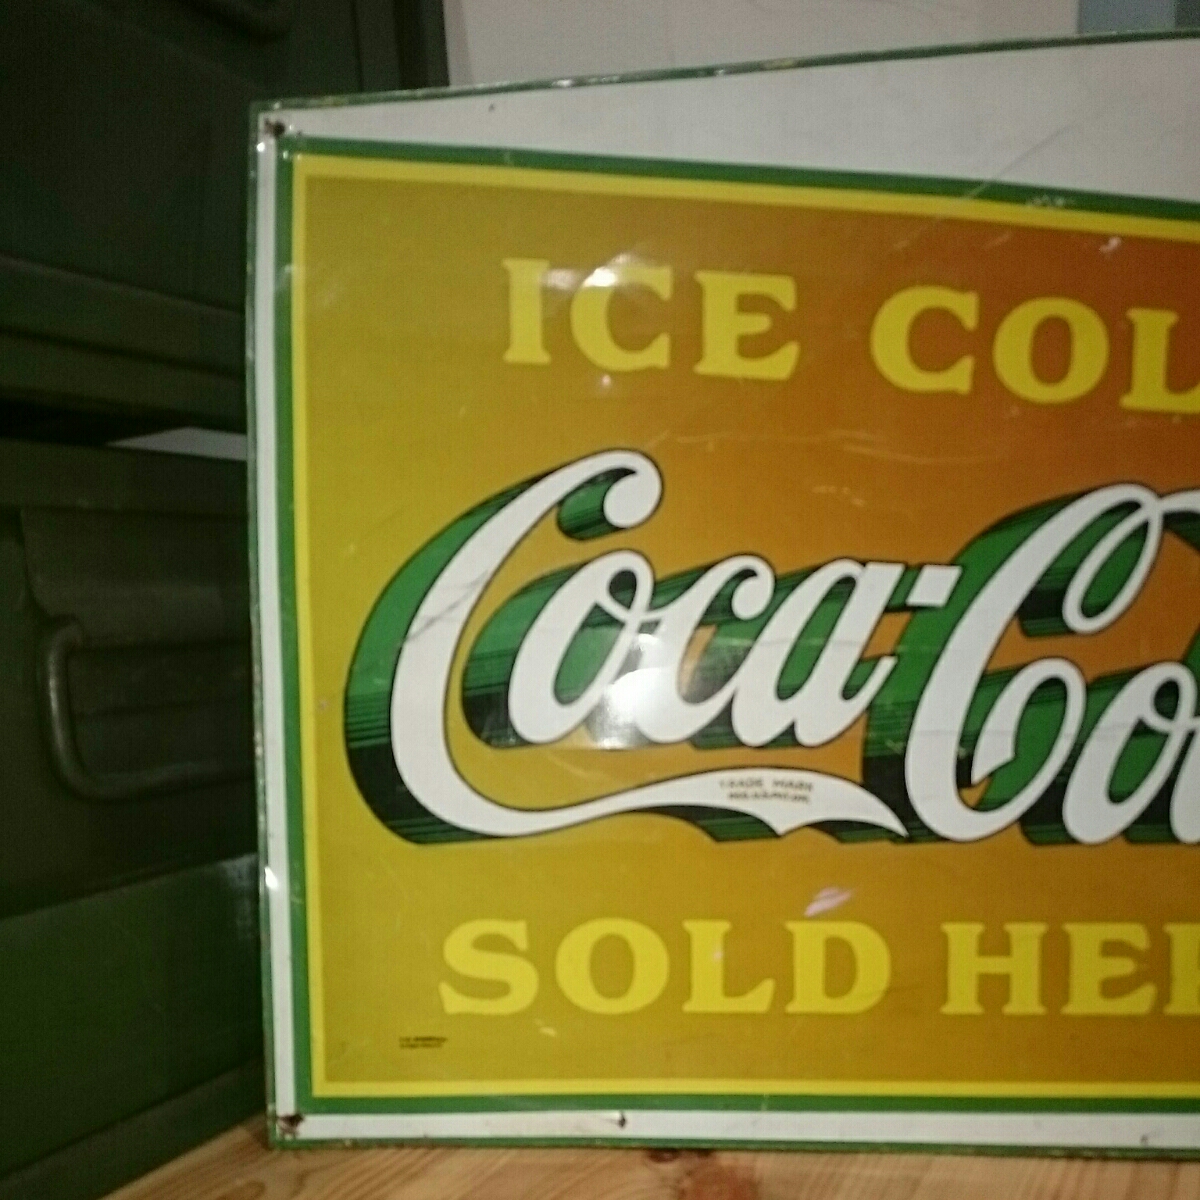 ICE COL
Coca-Co
TRADE MARK
SOLD HE